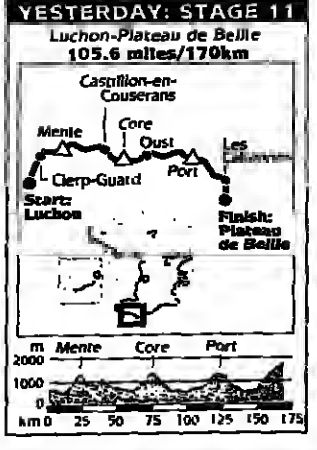 YESTERDAY: STAGE 11
Luchon-Plateau de Beille
105.6 miles/170km
Castillon-en-
Couserans
Mente
Core
Oust
Les
Port
Cierp-Guard
Start:
Luchon
Finish:
Plateau
de Beille
m Mente Core Port
2000
1000
0
km 0 25 50 75 100 125 150 175